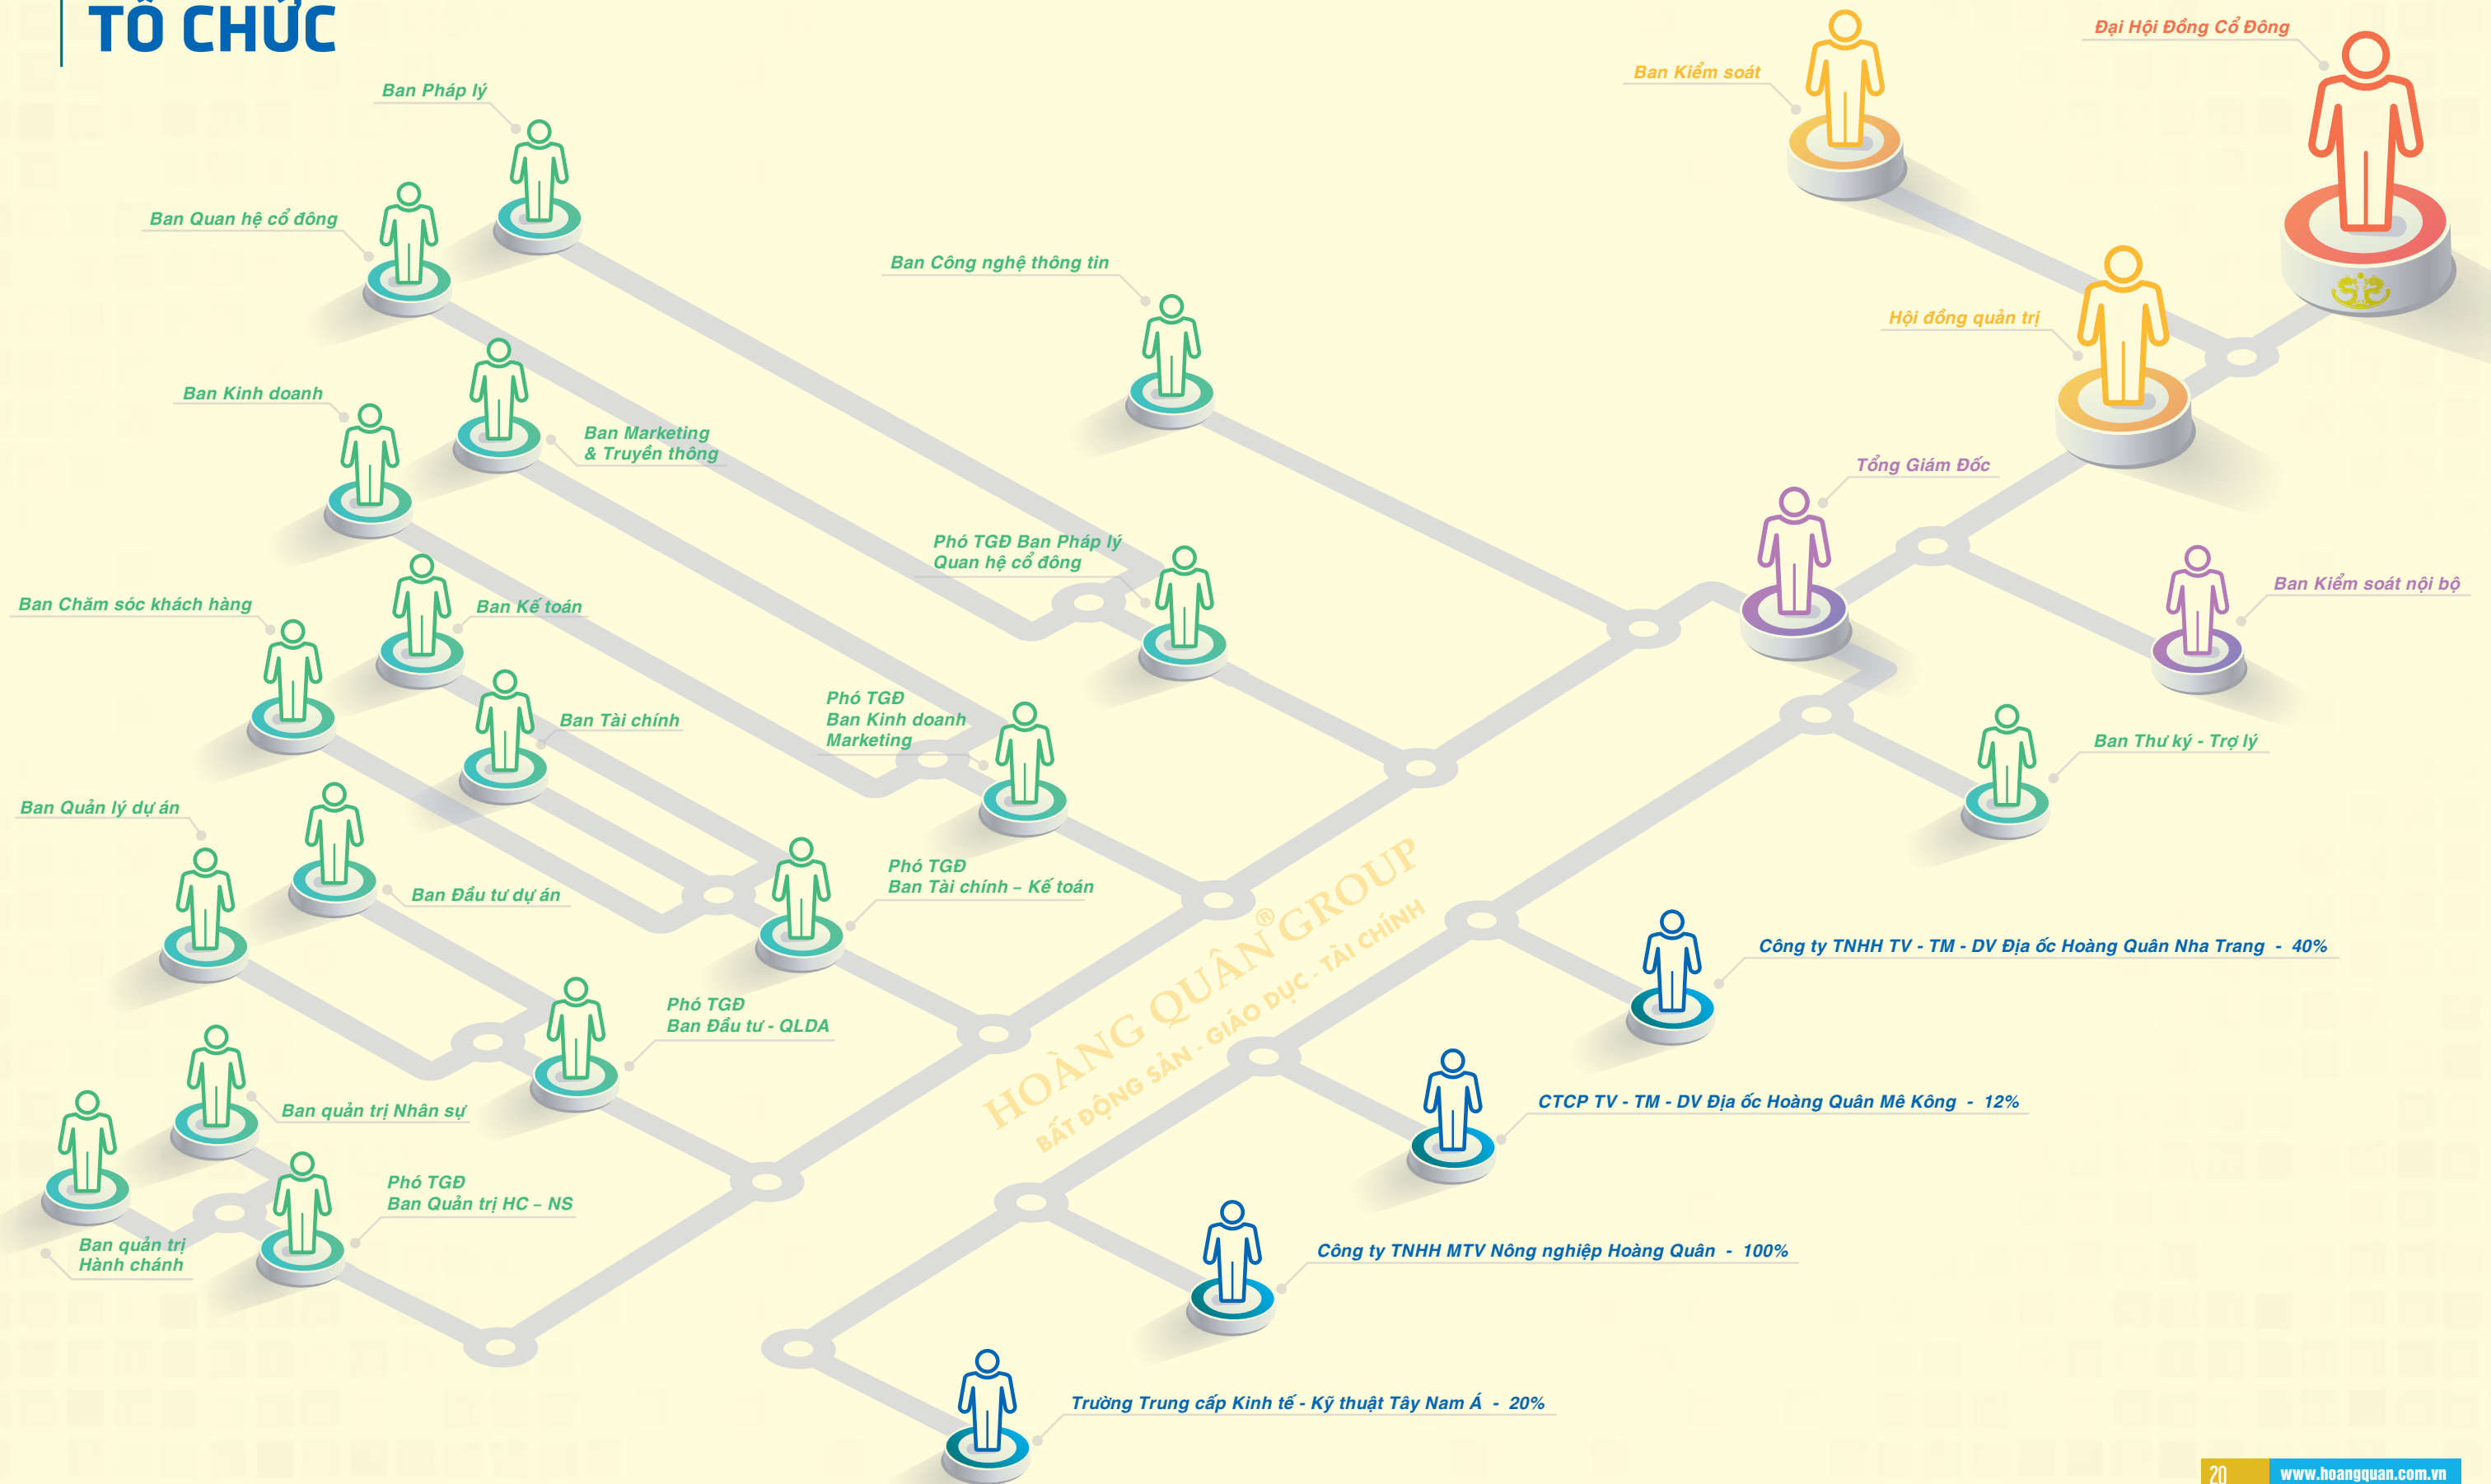 TỔ CHỨC
Đại Hội Đồng Cổ Đông
Ban Kiểm soát
Ban Pháp lý
Ban Quan hệ cổ đông
Ban Công nghệ thông tin
Hội đồng quản trị
Ban Kinh doanh
Ban Marketing
& Truyền thông
Tổng Giám Đốc
Phó TGĐ Ban Pháp lý
Quan hệ cổ đông
Ban Kiểm soát nội bộ
Ban Chăm sóc khách hàng
Ban Kế toán
Ban Tài chính
Phó TGĐ
Ban Kinh doanh
Marketing
Ban Thư ký - Trợ lý
Ban Quản lý dự án
Ban Đầu tư dự án
Phó TGĐ
Ban Tài chính – Kế toán
HOÀNG QUÂN® GROUP
BẤT ĐỘNG SẢN - GIÁO DỤC - TÀI CHÍNH
Công ty TNHH TV - TM - DV Địa ốc Hoàng Quân Nha Trang - 40%
Phó TGĐ
Ban Đầu tư - QLDA
Ban quản trị Nhân sự
CTCP TV - TM - DV Địa ốc Hoàng Quân Mê Kông - 12%
Phó TGĐ
Ban Quản trị HC – NS
Ban quản trị
Hành chánh
Công ty TNHH MTV Nông nghiệp Hoàng Quân - 100%
Trường Trung cấp Kinh tế - Kỹ thuật Tây Nam Á - 20%
20
www.hoangquan.com.vn